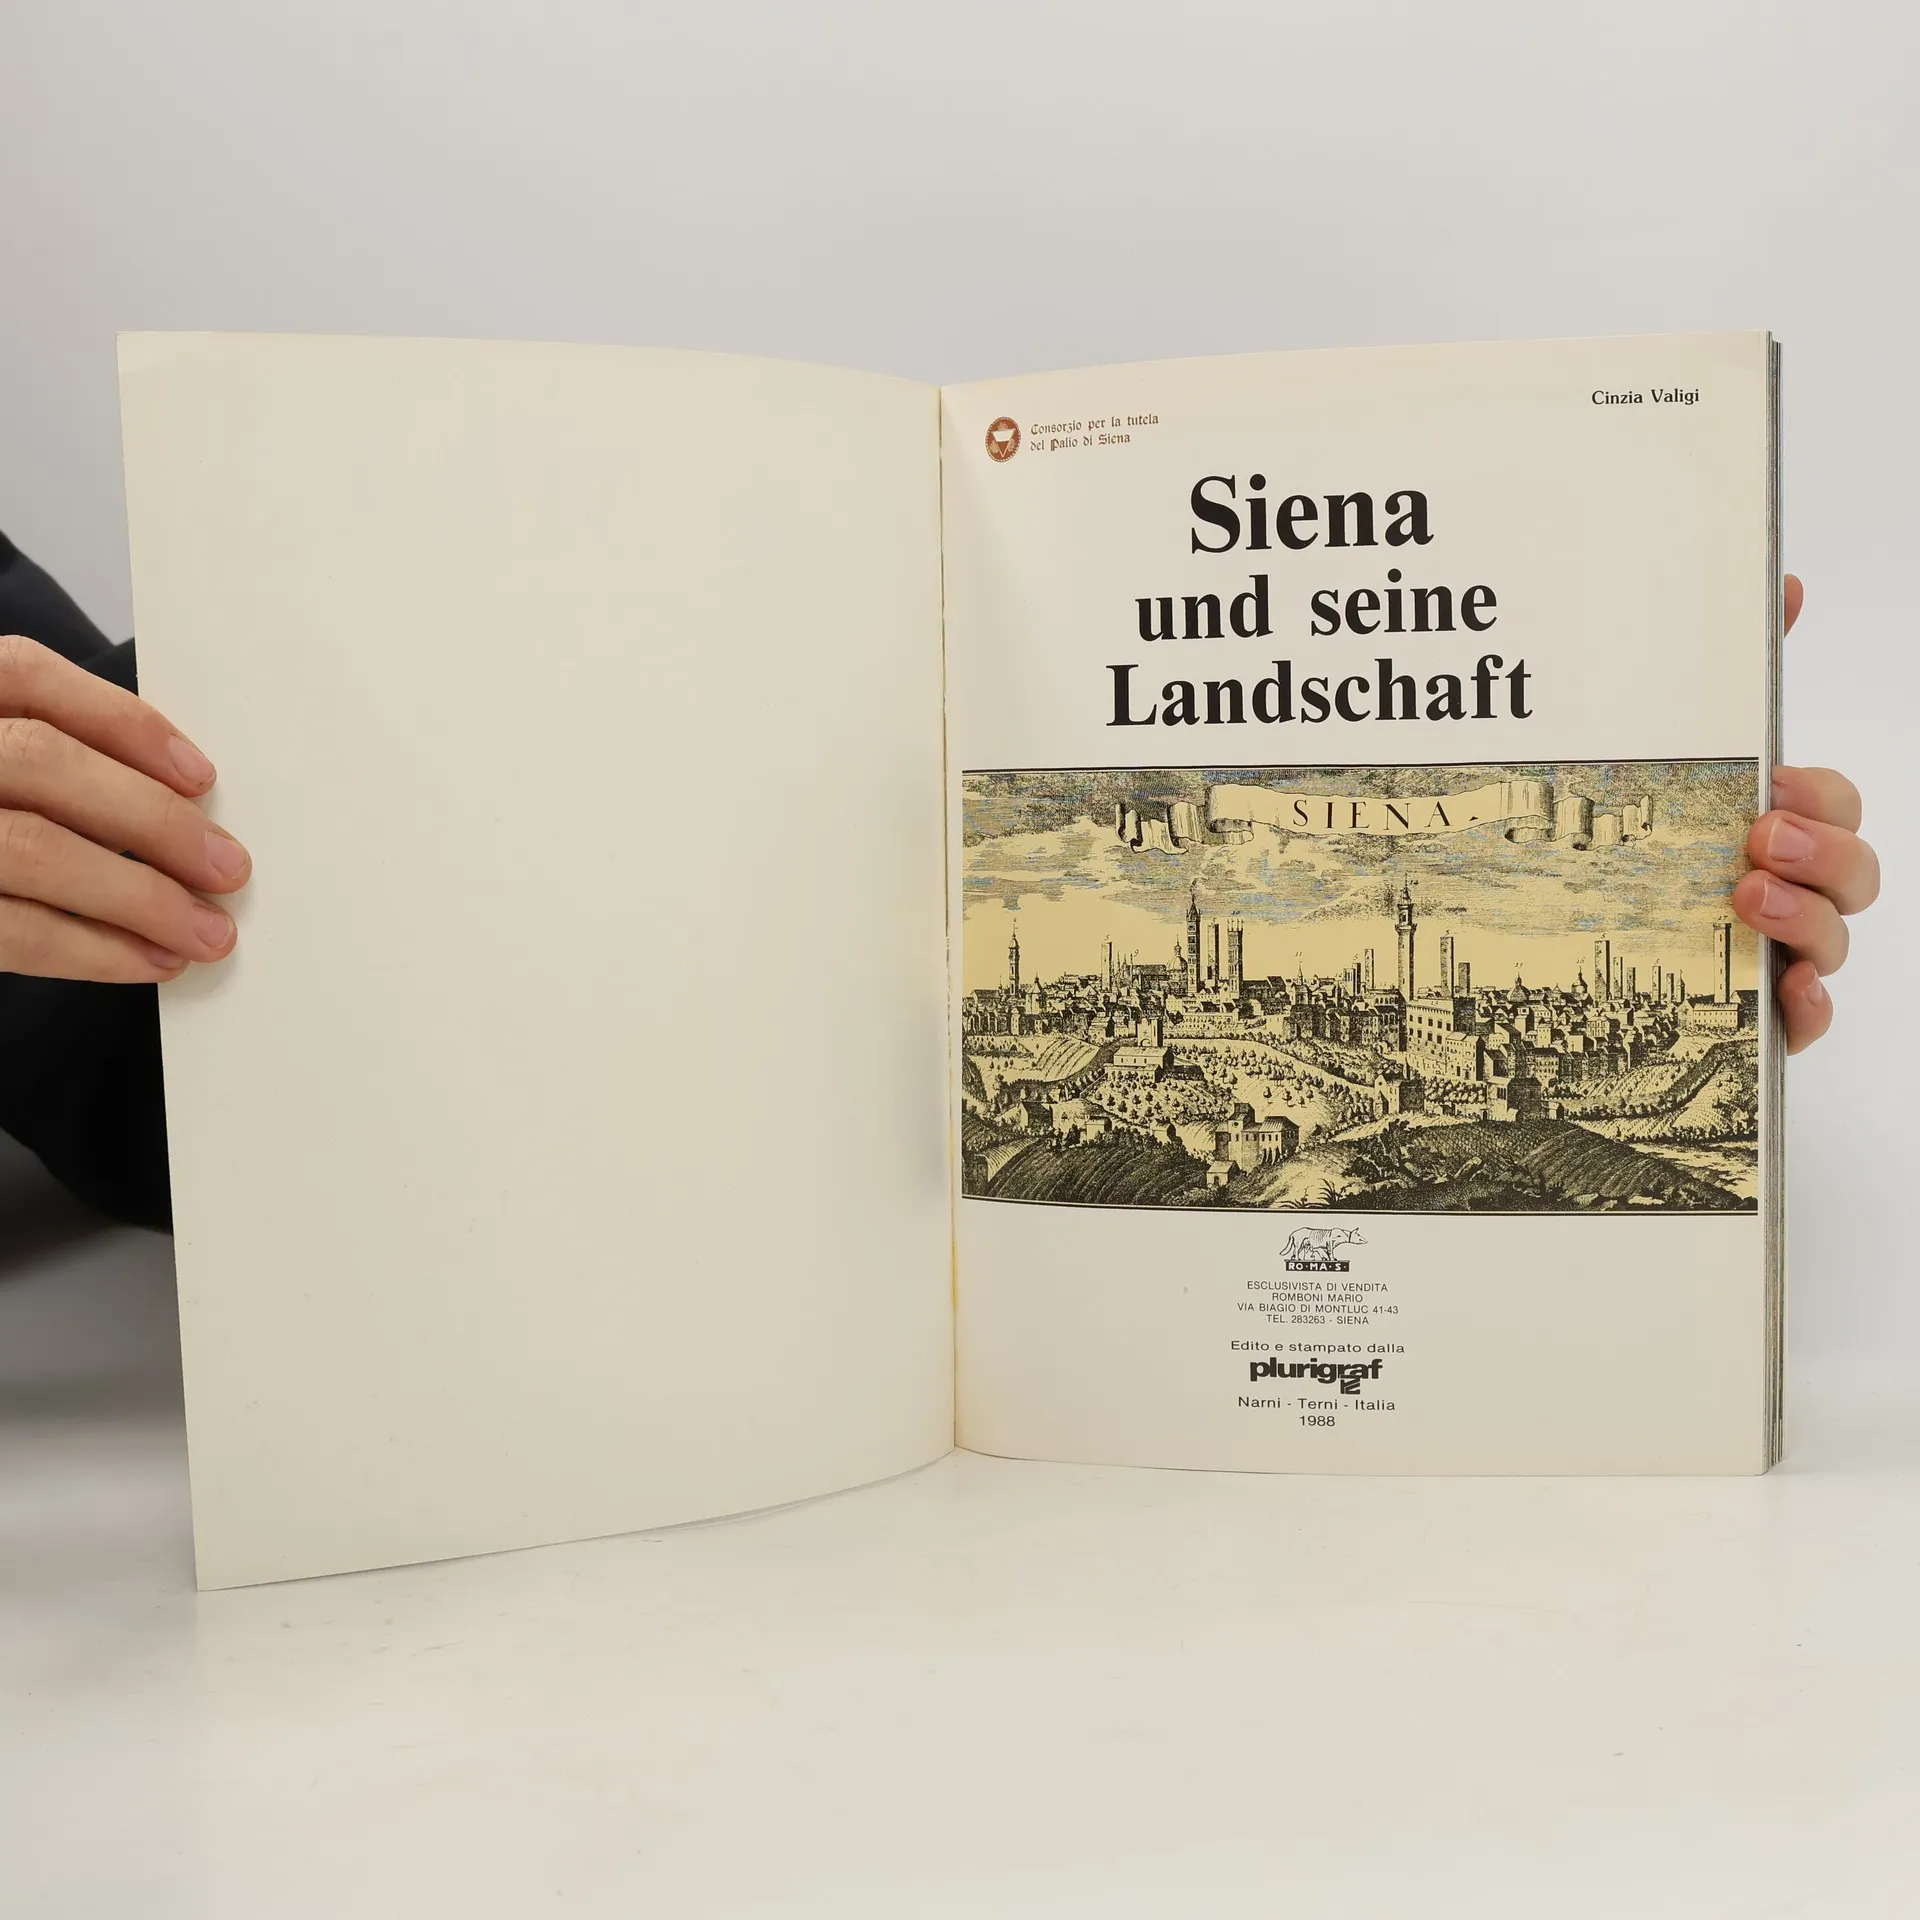 Cinzia Valigi
Consorzio per la tutela
del Palio di Siena
Siena
und seine
Landschaft
SIENA
RO·MA·S·
ESCLUSIVISTA DI VENDITA
ROMBONI MARIO
VIA BIAGIO DI MONTLUC 41-43
TEL. 283263 - SIENA
Edito e stampato dalla
plurigraf
Narni - Terni - Italia
1988